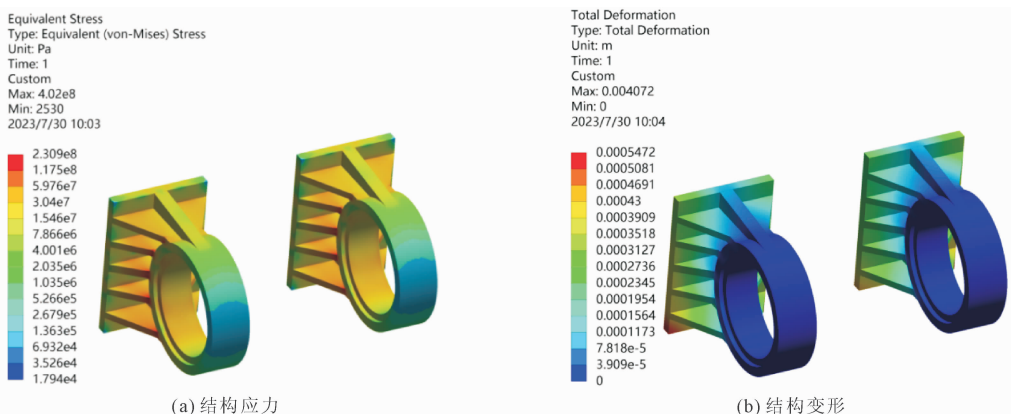 Equivalent Stress
Type: Equivalent (von-Mises) Stress
Unit: Pa
Time: 1
Custom
Max: 4.02e8
Min: 2530
2023/7/30 10:03
2.309e8
1.175e8
5.976e7
3.04e7
1.546e7
7.866e6
4.001e6
2.035e6
1.035e6
5.266e5
2.679e5
1.363e5
6.932e4
3.526e4
1.794e4
(a)结构应力
Total Deformation
Type: Total Deformation
Unit: m
Time: 1
Custom
Max: 0.004072
Min: 0
2023/7/30 10:04
0.0005472
0.0005081
0.0004691
0.00043
0.0003909
0.0003518
0.0003127
0.0002736
0.0002345
0.0001954
0.0001564
0.0001173
7.818e-5
3.909e-5
0
(b)结构变形